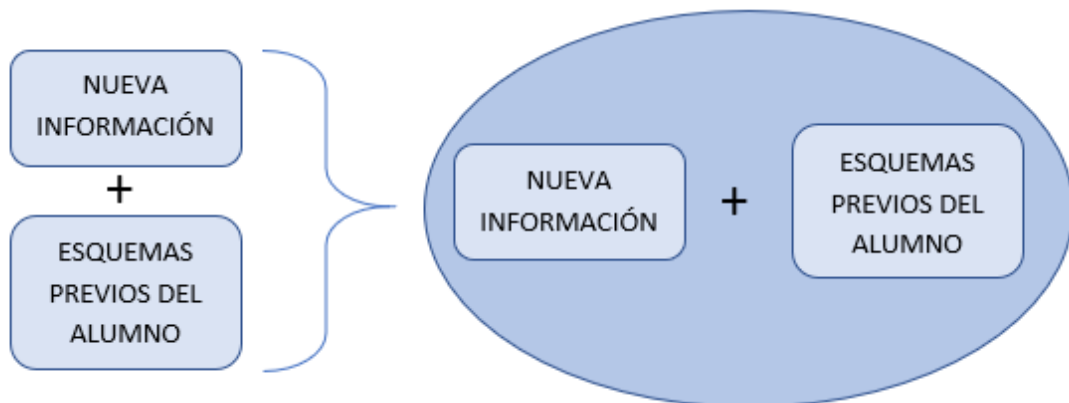 NUEVA
INFORMACIÓN
+
ESQUEMAS
PREVIOS DEL
ALUMNO
NUEVA
INFORMACIÓN
+
ESQUEMAS
PREVIOS DEL
ALUMNO